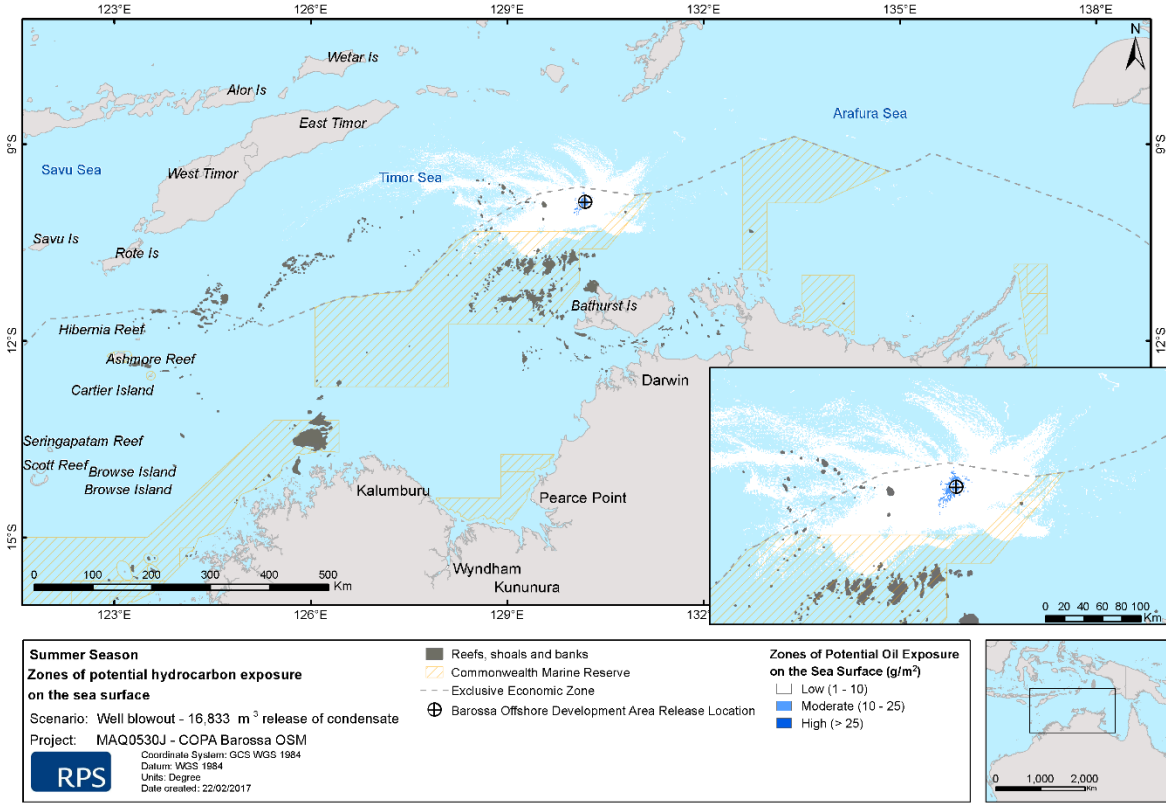 123°E 126°E 129°E 132°E 135°E 138°E
N
Wetar Is
Alor Is
East Timor
Arafura Sea
9°S 9°S
Savu Sea
West Timor
Timor Sea
Savu Is
Rote Is
Bathurst Is
Hibernia Reef
12°S 12°S
Ashmore Reef
Cartier Island
Darwin
Seringapatam Reef
Scott Reef
Browse Island
Browse Island
Kalumburu
Pearce Point
15°S
Wyndham
Kununura
0 100 200 300 400 500
Km
0 20 40 60 80 100
Km
123°E 126°E 129°E 132°E 135°E 138°E
Summer Season
Zones of potential hydrocarbon exposure
on the sea surface
Scenario: Well blowout - 16,833 m³ release of condensate
Project: MAQ0530J - COPA Barossa OSM
RPS
Coordinate System: GCS WGS 1984
Datum: WGS 1984
Units: Degree
Date created: 22/02/2017
Reefs, shoals and banks
Commonwealth Marine Reserve
Exclusive Economic Zone
Barossa Offshore Development Area Release Location
Zones of Potential Oil Exposure
on the Sea Surface (g/m²)
Low (1 - 10)
Moderate (10 - 25)
High (> 25)
0 1,000 2,000
Km